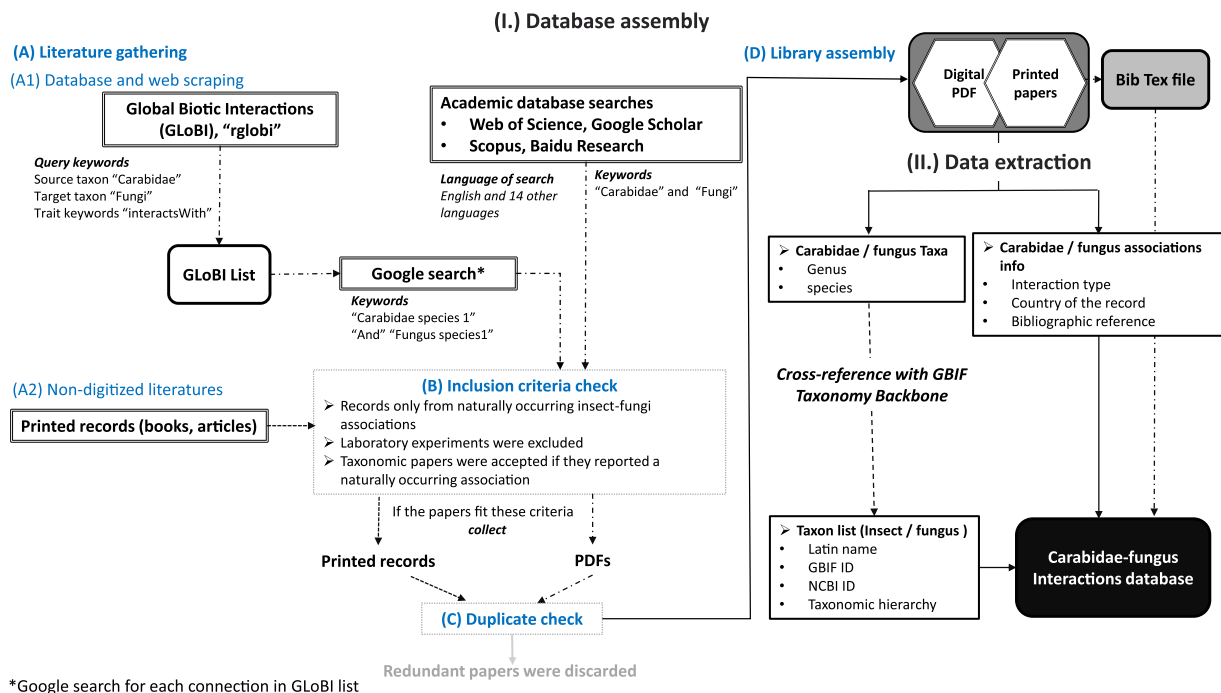 (I.) Database assembly
(A) Literature gathering
(A1) Database and web scraping
Global Biotic Interactions
(GLoBI), “rglobi”
Query keywords
Source taxon “Carabidae”
Target taxon “Fungi”
Trait keywords “interactsWith”
GLoBI List
Google search*
Keywords
“Carabidae species 1”
“And” “Fungus species1”
Academic database searches
• Web of Science, Google Scholar
• Scopus, Baidu Research
Language of search
English and 14 other
languages
Keywords
“Carabidae” and “Fungi”
(A2) Non-digitized literatures
Printed records (books, articles)
(B) Inclusion criteria check
➢ Records only from naturally occurring insect-fungi
associations
➢ Laboratory experiments were excluded
➢ Taxonomic papers were accepted if they reported a
naturally occurring association
If the papers fit these criteria
collect
Printed records
PDFs
(C) Duplicate check
Redundant papers were discarded
*Google search for each connection in GLoBI list
(D) Library assembly
Digital
PDF
Printed
papers
Bib Tex file
(II.) Data extraction
➢ Carabidae / fungus Taxa
• Genus
• species
➢ Carabidae / fungus associations
info
• Interaction type
• Country of the record
• Bibliographic reference
Cross-reference with GBIF
Taxonomy Backbone
➢ Taxon list (Insect / fungus )
• Latin name
• GBIF ID
• NCBI ID
• Taxonomic hierarchy
Carabidae-fungus
Interactions database